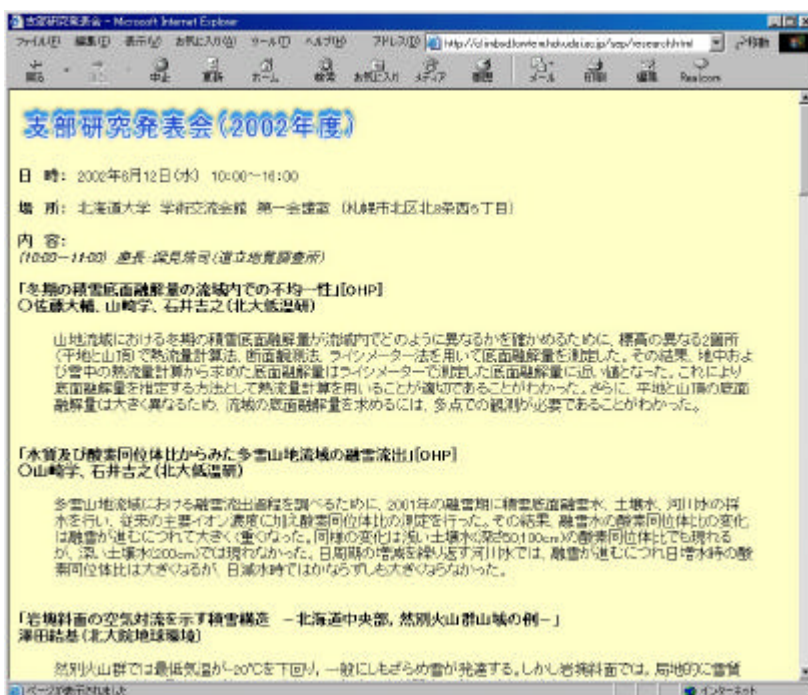 支部研究発表会 - Microsoft Internet Explorer
ファイル(F) 編集(E) 表示(V) お気に入り(A) ツール(T) ヘルプ(H) アドレス(D) 移動
戻る 中止 更新 ホーム 検索 お気に入り メディア 履歴 メール 印刷 編集 Real.com
支部研究発表会(2002年度)
日 時: 2002年6月12日(水) 10:00~16:00
場 所: 北海道大学 学術交流会館 第一会議室 (札幌市北区北8条西5丁目)
内 容:
(10:00-11:00) 座長:深見浩司(道立地質調査所)
「冬期の積雪底面融解量の流域内での不均一性」[OHP]
○佐藤大輔、山崎学、石井吉之(北大低温研)
山地流域における冬期の積雪底面融解量が流域内でどのように異なるかを確かめるために、標高の異なる2箇所
(平地と山頂)で熱流量計算法、断面観測法、ライシメーター法を用いて底面融解量を測定した。その結果、地中およ
び雪中の熱流量計算から求めた底面融解量はライシメーターで測定した底面融解量に近い値となった。これにより
底面融解量を推定する方法として熱流量計算を用いることが適切であることがわかった。さらに、平地と山頂の底面
融解量は大きく異なるため、流域の底面融解量を求めるには、多点での観測が必要であることがわかった。
「水質及び酸素同位体比からみた多雪山地流域の融雪流出」[OHP]
○山崎学、石井吉之(北大低温研)
多雪山地流域における融雪流出過程を調べるために、2001年の融雪期に積雪底面融雪水、土壌水、河川水の採
水を行い、従来の主要イオン濃度に加え酸素同位体比の測定を行った。その結果、融雪水の酸素同位体比の変化
は融雪が進むにつれて大きく(重く)なった。同様の変化は浅い土壌水(深さ50,100cm)の酸素同位体比でも現れる
が、深い土壌水(200cm)では現れなかった。日周期の増減を繰り返す河川水では、融雪が進むにつれ日増水時の酸
素同位体比は大きくなるが、日減水時ではかならずしも大きくならなかった。
「岩塊斜面の空気対流を示す積雪構造 -北海道中央部,然別火山群山域の例-」
澤田結基(北大院地球環境)
然別火山群では最低気温が-20℃を下回り,一般にしもざらめ雪が発達する.しかし岩塊斜面では,局地的に雪質
ページが表示されました インターネット